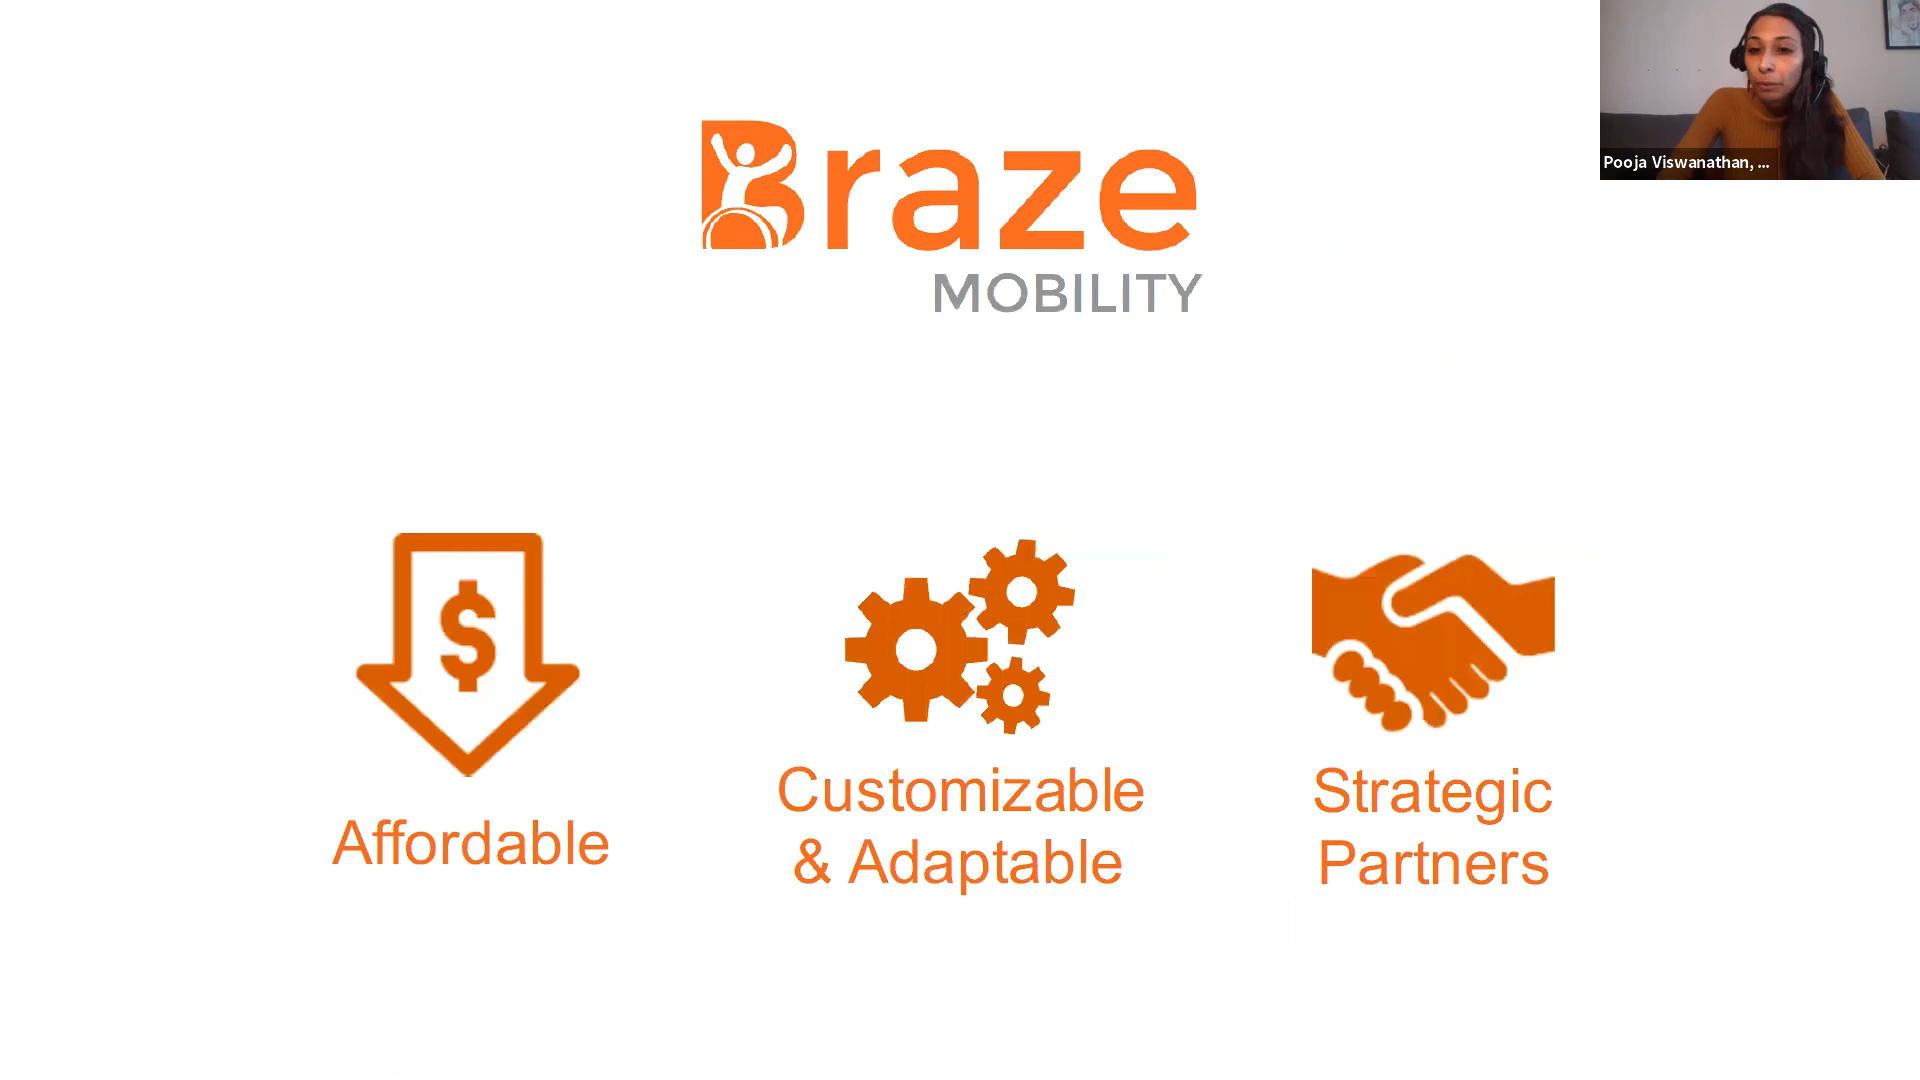 Braze
MOBILITY
Pooja Viswanathan, ...
$
Affordable
Customizable
& Adaptable
Strategic
Partners